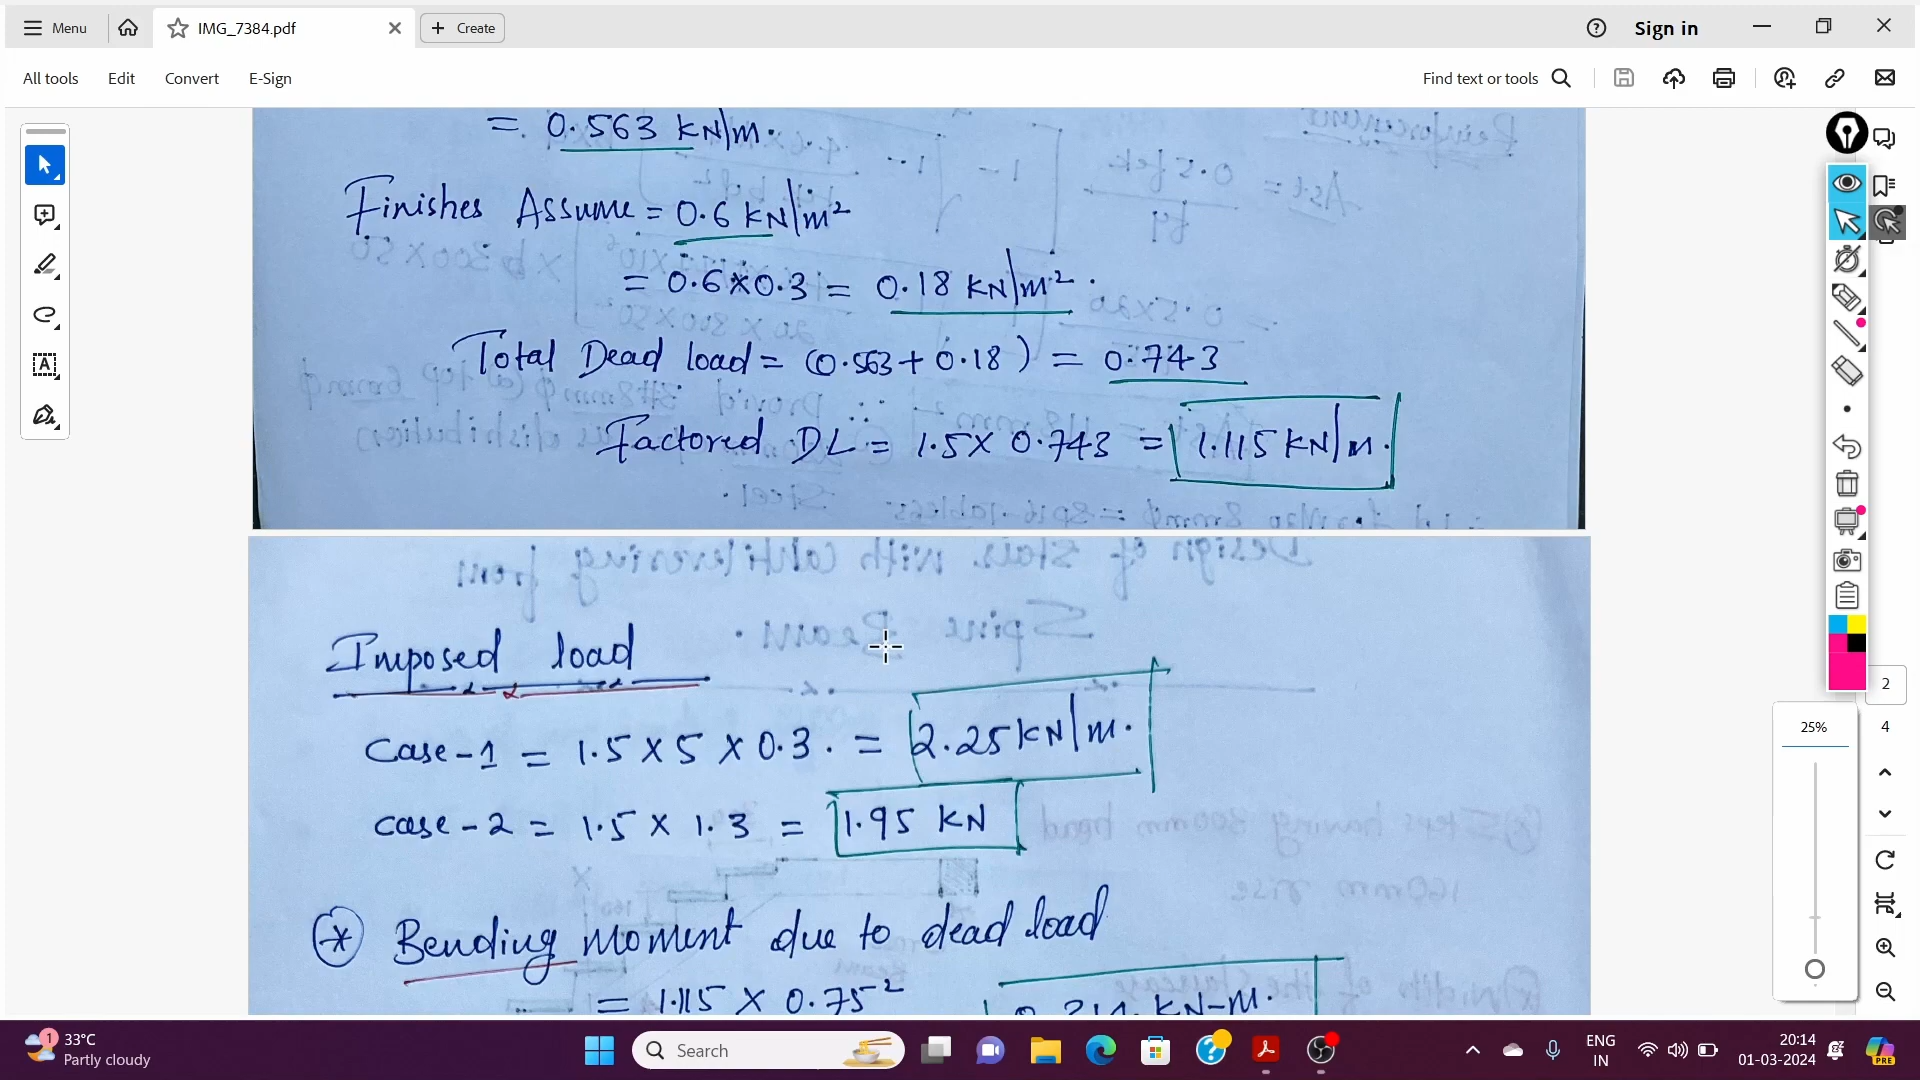 Menu
IMG_7384.pdf
Create
Sign in
All tools
Edit
Convert
E-Sign
Find text or tools
= 0.563 KN/m.
Finishes Assume = 0.6 KN/m²
= 0.6×0.3 = 0.18 KN/m².
Total Dead load = (0.563+0.18) = 0.743
Factored DL = 1.5× 0.743 = 1.115 KN/m.
Imposed load
Case-1 = 1.5×5×0.3. = 2.25KN/m.
Case-2 = 1.5 × 1.3 = 1.95 KN
* Bending moment due to dead load
= 1.115 × 0.75²
KN-m.
2
4
25%
1
33°C
Partly cloudy
Search
ENG
IN
20:14
01-03-2024
PRE